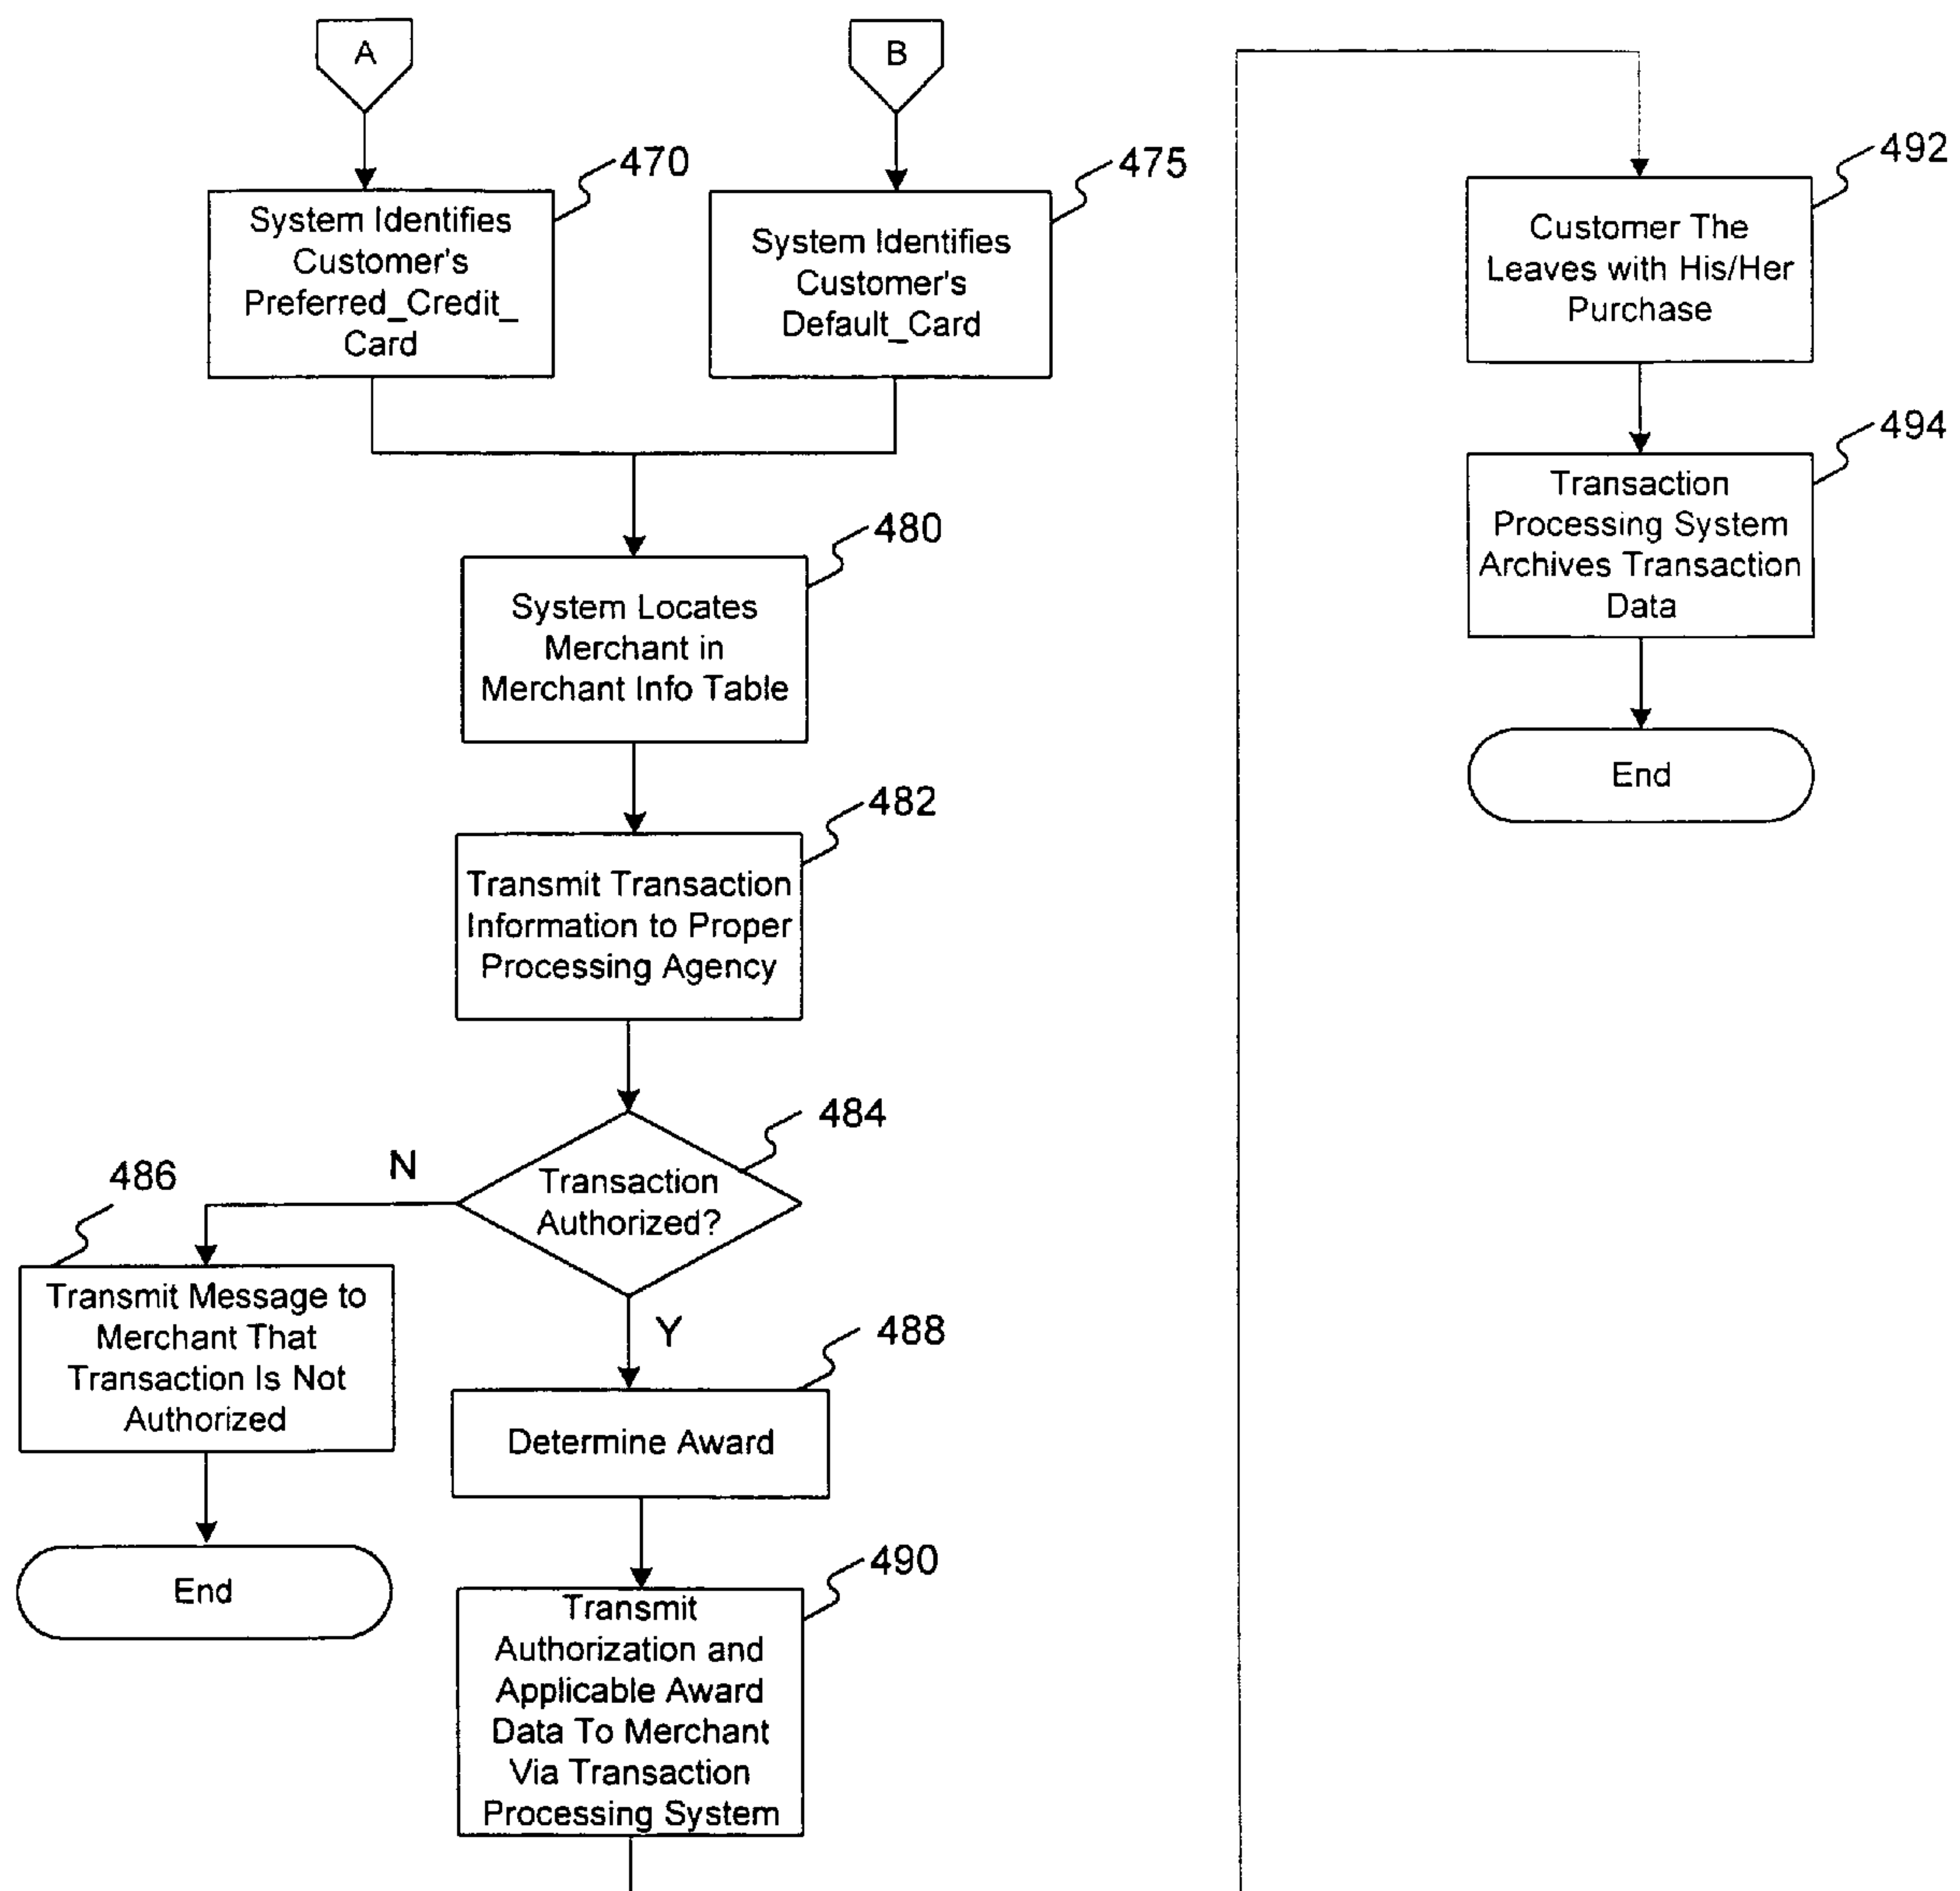 A
470
System Identifies
Customer's
Preferred_Credit_
Card
B
475
System Identifies
Customer's
Default_Card
480
System Locates
Merchant in
Merchant Info Table
482
Transmit Transaction
Information to Proper
Processing Agency
484
Transaction
Authorized?
N
486
Transmit Message to
Merchant That
Transaction Is Not
Authorized
End
Y
488
Determine Award
490
Transmit
Authorization and
Applicable Award
Data To Merchant
Via Transaction
Processing System
492
Customer The
Leaves with His/Her
Purchase
494
Transaction
Processing System
Archives Transaction
Data
End